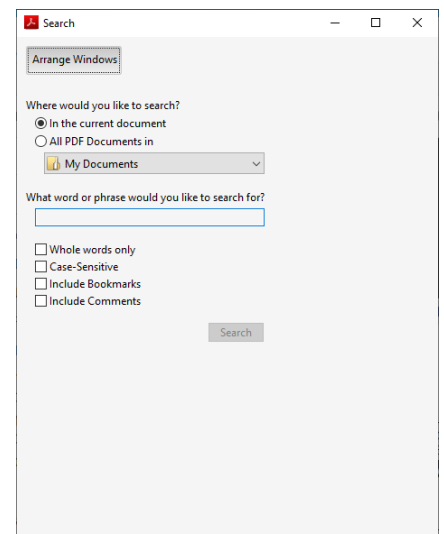 Search
Arrange Windows
Where would you like to search?
In the current document
All PDF Documents in
My Documents
What word or phrase would you like to search for?
Whole words only
Case-Sensitive
Include Bookmarks
Include Comments
Search